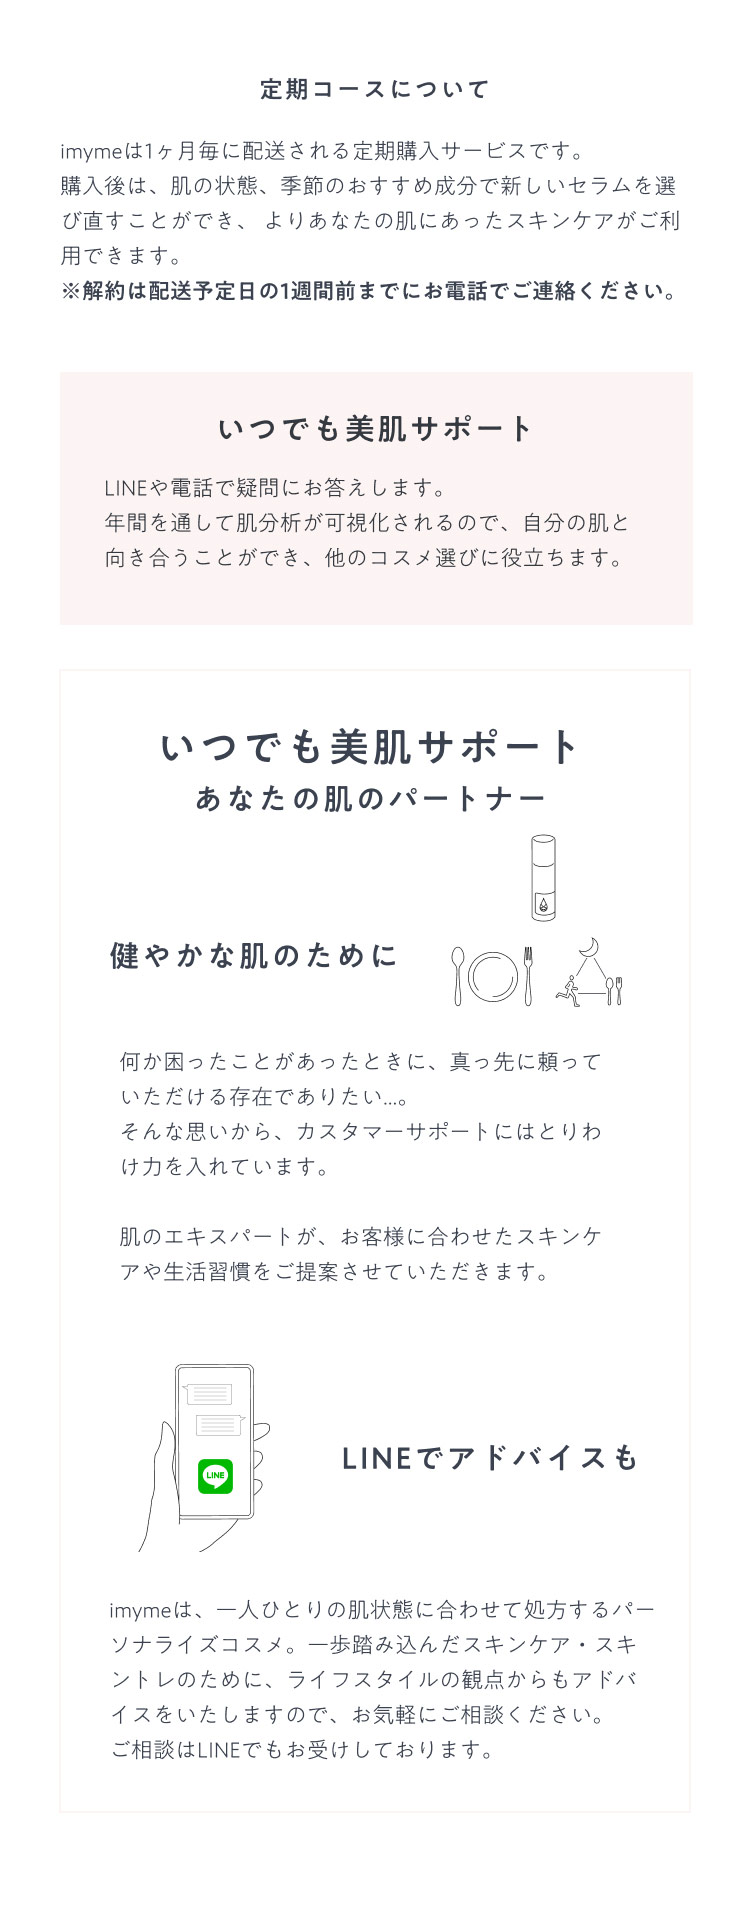 定期コースについて
imymeは1ヶ月毎に配送される定期購入サービスです。
購入後は、肌の状態、季節のおすすめ成分で新しいセラムを選
び直すことができ、 よりあなたの肌にあったスキンケアがご利
用できます。
※解約は配送予定日の1週間前までにお電話でご連絡ください。
いつでも美肌サポート
LINEや電話で疑問にお答えします。
年間を通して肌分析が可視化されるので、自分の肌と
向き合うことができ、他のコスメ選びに役立ちます。
いつでも美肌サポート
あなたの肌のパートナー
健やかな肌のために
何か困ったことがあったときに、真っ先に頼って
いただける存在でありたい...。
そんな思いから、カスタマーサポートにはとりわ
け力を入れています。
肌のエキスパートが、お客様に合わせたスキンケ
アや生活習慣をご提案させていただきます。
LINE
LINEでアドバイスも
imymeは、一人ひとりの肌状態に合わせて処方するパー
ソナライズコスメ。一歩踏み込んだスキンケア・スキ
ントレのために、ライフスタイルの観点からもアドバ
イスをいたしますので、お気軽にご相談ください。
ご相談はLINEでもお受けしております。